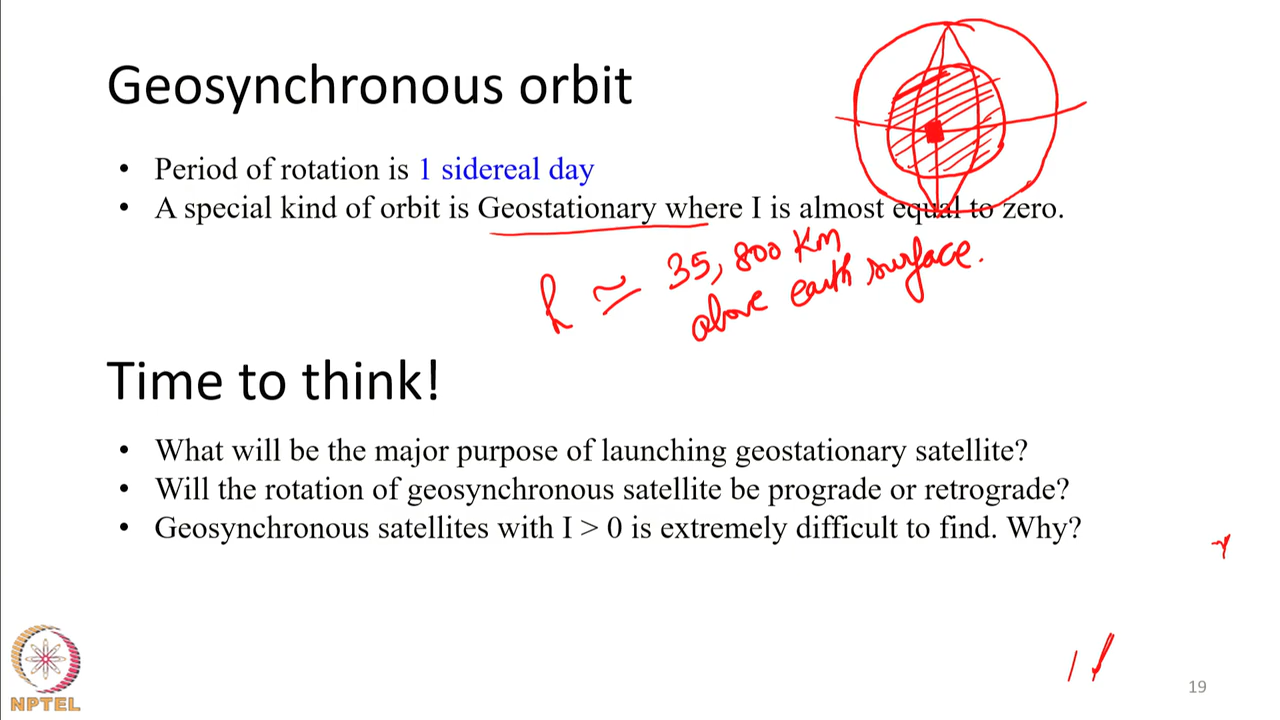 Geosynchronous orbit
• Period of rotation is 1 sidereal day
• A special kind of orbit is Geostationary where I is almost equal to zero.
h ≃ 35,800 Km
above earth surface.
Time to think!
• What will be the major purpose of launching geostationary satellite?
• Will the rotation of geosynchronous satellite be prograde or retrograde?
• Geosynchronous satellites with I > 0 is extremely difficult to find. Why?
NPTEL
19